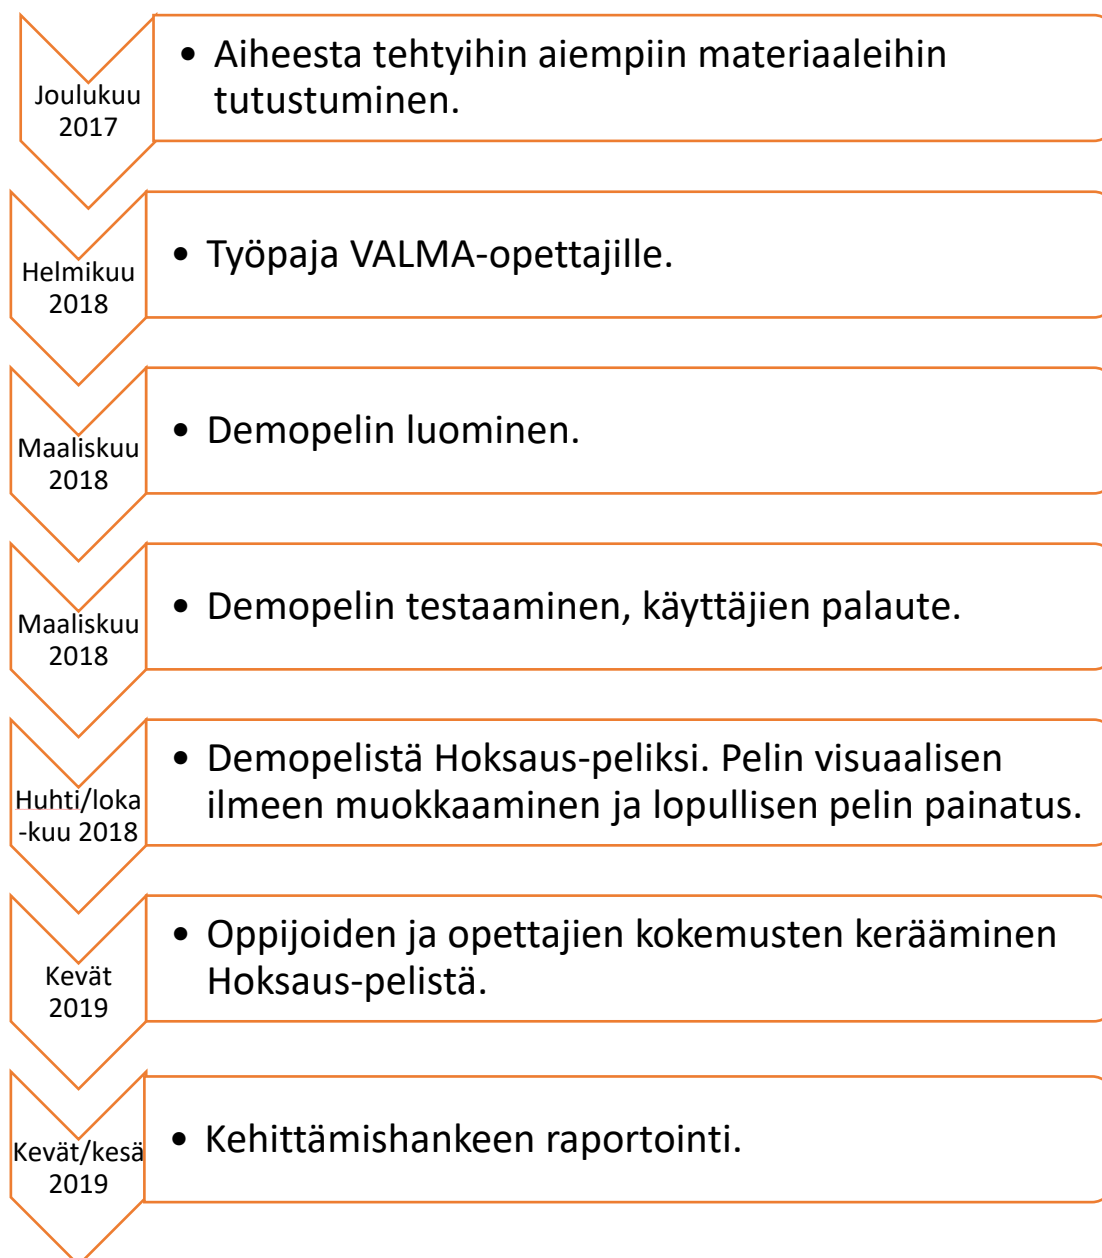 Joulukuu
2017
• Aiheesta tehtyihin aiempiin materiaaleihin
tutustuminen.
Helmikuu
2018
• Työpaja VALMA-opettajille.
Maaliskuu
2018
• Demopelin luominen.
Maaliskuu
2018
• Demopelin testaaminen, käyttäjien palaute.
Huhti/loka
-kuu 2018
• Demopelistä Hoksaus-peliksi. Pelin visuaalisen
ilmeen muokkaaminen ja lopullisen pelin painatus.
Kevät
2019
• Oppijoiden ja opettajien kokemusten kerääminen
Hoksaus-pelistä.
Kevät/kesä
2019
• Kehittämishankeen raportointi.